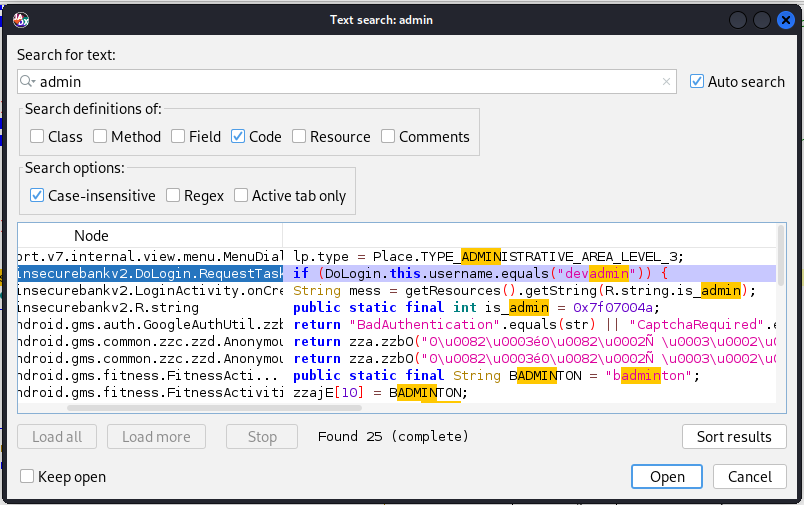 Text search: admin
Search for text:
admin
Auto search
Search definitions of:
Class Method Field Code Resource Comments
Search options:
Case-insensitive Regex Active tab only
Node
ort.v7.internal.view.menu.MenuDial lp.type = Place.TYPE_ADMINISTRATIVE_AREA_LEVEL_3;
insecurebankv2.DoLogin.RequestTask if (DoLogin.this.username.equals("devadmin")) {
insecurebankv2.LoginActivity.onCre String mess = getResources().getString(R.string.is_admin);
insecurebankv2.R.string public static final int is_admin = 0x7f07004a;
ndroid.gms.auth.GoogleAuthUtil.zzb return "BadAuthentication".equals(str) || "CaptchaRequired".e
ndroid.gms.common.zzc.zzd.Anonymou return zza.zzbO("0\u0082\u0003é0\u0082\u0002Ñ \u0003\u0002\u0
ndroid.gms.common.zzc.zzd.Anonymou return zza.zzbO("0\u0082\u0003é0\u0082\u0002Ñ \u0003\u0002\u0
ndroid.gms.fitness.FitnessActi... public static final String BADMINTON = "badminton";
ndroid.gms.fitness.FitnessActiviti zzajE[10] = BADMINTON;
Load all Load more Stop Found 25 (complete) Sort results
Keep open Open Cancel